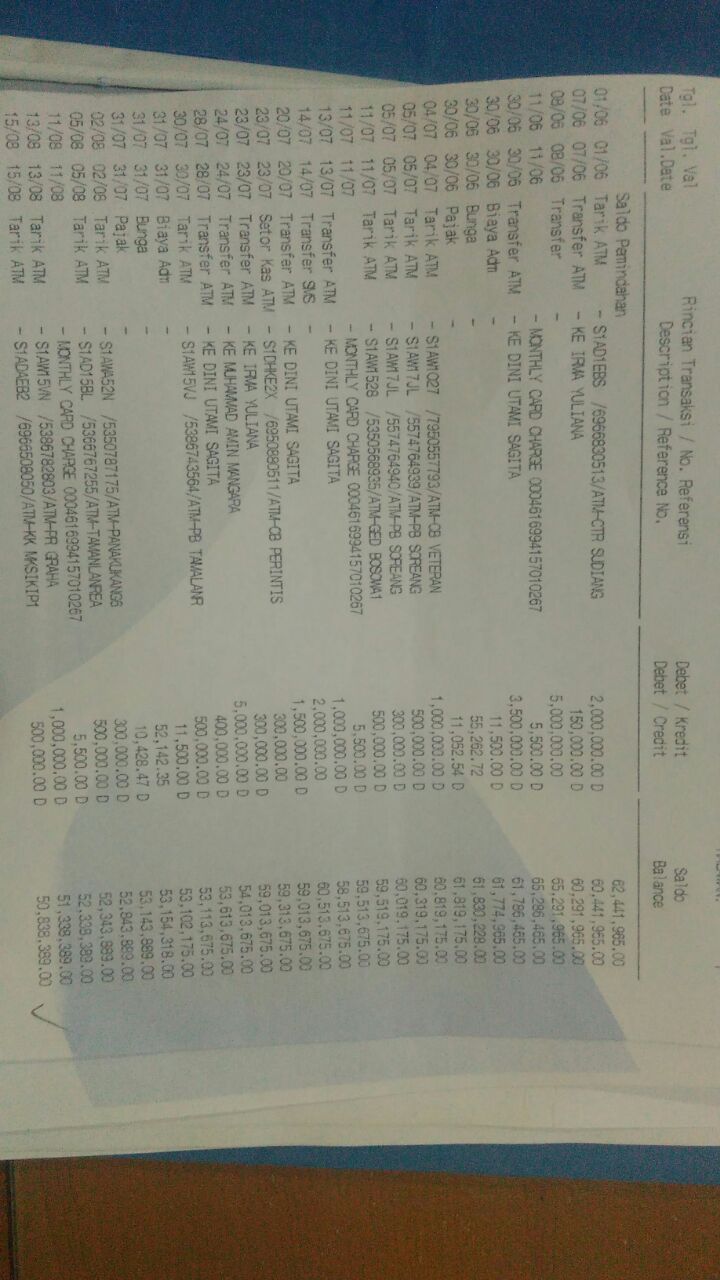 Tgl. Tgl. Val Rincian Transaksi / No. Referensi Debet / Kredit Saldo
Date Val.Date Description / Reference No. Debet / Credit Balance
Saldo Pemindahan 62,441,965.00
01/06 01/06 Tarik ATM - S1AD1EBS /6966830513/ATM-CTR SUDIANG 2,000,000.00 D 60,441,965.00
07/06 07/06 Transfer ATM - KE IRMA YULIANA 150,000.00 D 60,291,965.00
08/06 08/06 Transfer - 5,000,000.00 65,291,965.00
11/06 11/06 - MONTHLY CARD CHARGE 0004616994157010267 5,500.00 D 65,286,465.00
30/06 30/06 Transfer ATM - KE DINI UTAMI SAGITA 3,500,000.00 D 61,786,465.00
30/06 30/06 Biaya Adm - 11,500.00 D 61,774,965.00
30/06 30/06 Bunga - 55,262.72 61,830,228.00
30/06 30/06 Pajak - 11,052.54 D 61,819,175.00
04/07 04/07 Tarik ATM - S1AW1Q27 /7950557793/ATM-CB VETERAN 1,000,000.00 D 60,819,175.00
05/07 05/07 Tarik ATM - S1AW17JL /5574764939/ATM-PB SOREANG 500,000.00 D 60,319,175.00
05/07 05/07 Tarik ATM - S1AW17JL /5574764940/ATM-PB SOREANG 300,000.00 D 60,019,175.00
11/07 11/07 Tarik ATM - S1AW1528 /5350568935/ATM-GED BOSOWA1 500,000.00 D 59,519,175.00
11/07 11/07 - MONTHLY CARD CHARGE 0004616994157010267 5,500.00 D 59,513,675.00
13/07 13/07 Transfer ATM - KE DINI UTAMI SAGITA 1,000,000.00 D 58,513,675.00
14/07 14/07 Transfer SMS - 2,000,000.00 60,513,675.00
20/07 20/07 Transfer ATM - KE DINI UTAMI SAGITA 1,500,000.00 D 59,013,675.00
23/07 23/07 Setor Kas ATM - S1DHKE2X /6950880511/ATM-CB PERINTIS 300,000.00 59,313,675.00
23/07 23/07 Transfer ATM - KE IRMA YULIANA 300,000.00 D 59,013,675.00
24/07 24/07 Transfer ATM - KE MUHAMMAD AMIN MANGARA 5,000,000.00 D 54,013,675.00
28/07 28/07 Transfer ATM - KE DINI UTAMI SAGITA 400,000.00 D 53,613,675.00
30/07 30/07 Tarik ATM - S1AW15VJ /5386743564/ATM-PB TAMALANR 500,000.00 D 53,113,675.00
31/07 31/07 Biaya Adm - 11,500.00 D 53,102,175.00
31/07 31/07 Bunga - 52,142.35 53,154,318.00
31/07 31/07 Pajak - 10,428.47 D 53,143,889.00
02/08 02/08 Tarik ATM - S1AWA52N /5350787175/ATM-PANAKUKANG6 300,000.00 D 52,843,889.00
05/08 05/08 Tarik ATM - S1AD15BL /5366767255/ATM-TAMANLANREA 500,000.00 D 52,343,889.00
11/08 11/08 - MONTHLY CARD CHARGE 0004616994157010267 5,500.00 D 52,338,389.00
13/08 13/08 Tarik ATM - S1AW15VN /5386782803/ATM-PR GRAHA 1,000,000.00 D 51,338,389.00
15/08 15/08 Tarik ATM - S1ADAEB2 /6966508050/ATM-KK MKSIKIP1 500,000.00 D 50,838,389.00